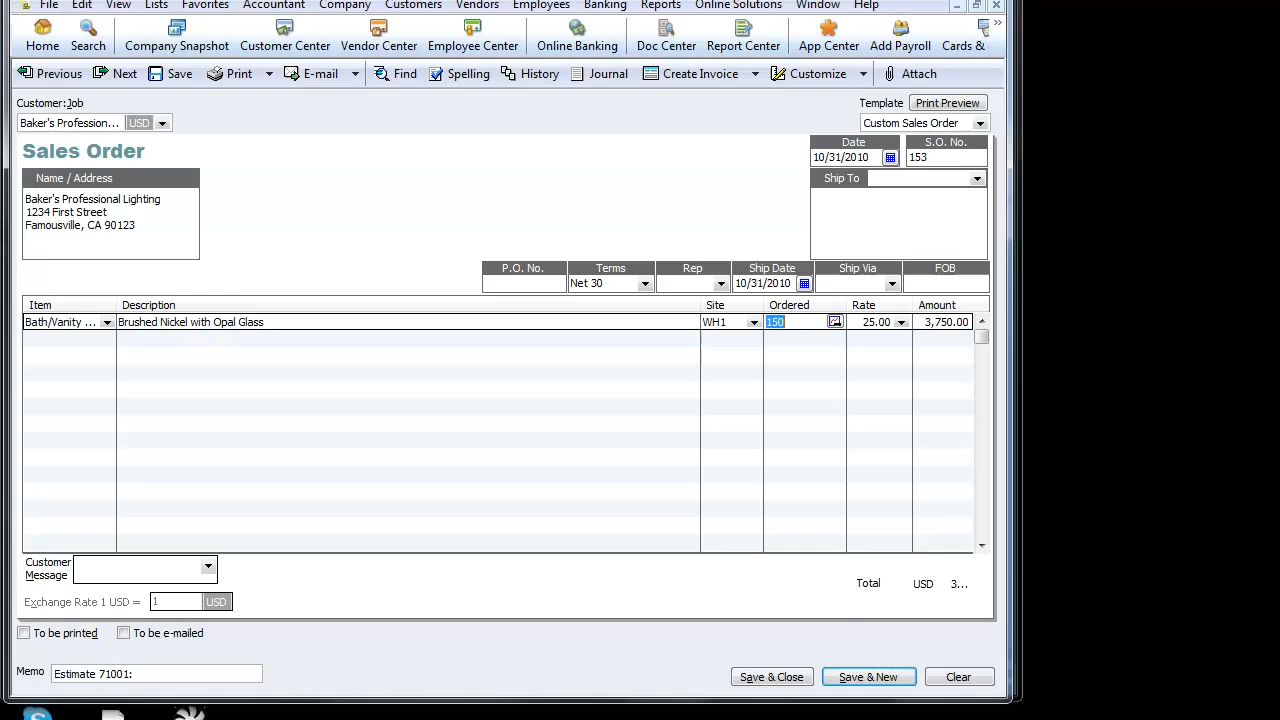 File Edit View Lists Favorites Accountant Company Customers Vendors Employees Banking Reports Online Solutions Window Help
Home Search Company Snapshot Customer Center Vendor Center Employee Center Online Banking Doc Center Report Center App Center Add Payroll Cards & »
Previous Next Save Print E-mail Find Spelling History Journal Create Invoice Customize Attach
Customer:Job Template Print Preview
Baker's Profession... USD Custom Sales Order
Sales Order
Date S.O. No.
10/31/2010 153
Name / Address Ship To
Baker's Professional Lighting
1234 First Street
Famousville, CA 90123
P.O. No. Terms Rep Ship Date Ship Via FOB
Net 30 10/31/2010
Item Description Site Ordered Rate Amount
Bath/Vanity ... Brushed Nickel with Opal Glass WH1 150 25.00 3,750.00
Customer
Message
Total USD 3...
Exchange Rate 1 USD = 1 USD
To be printed To be e-mailed
Memo Estimate 71001:
Save & Close Save & New Clear